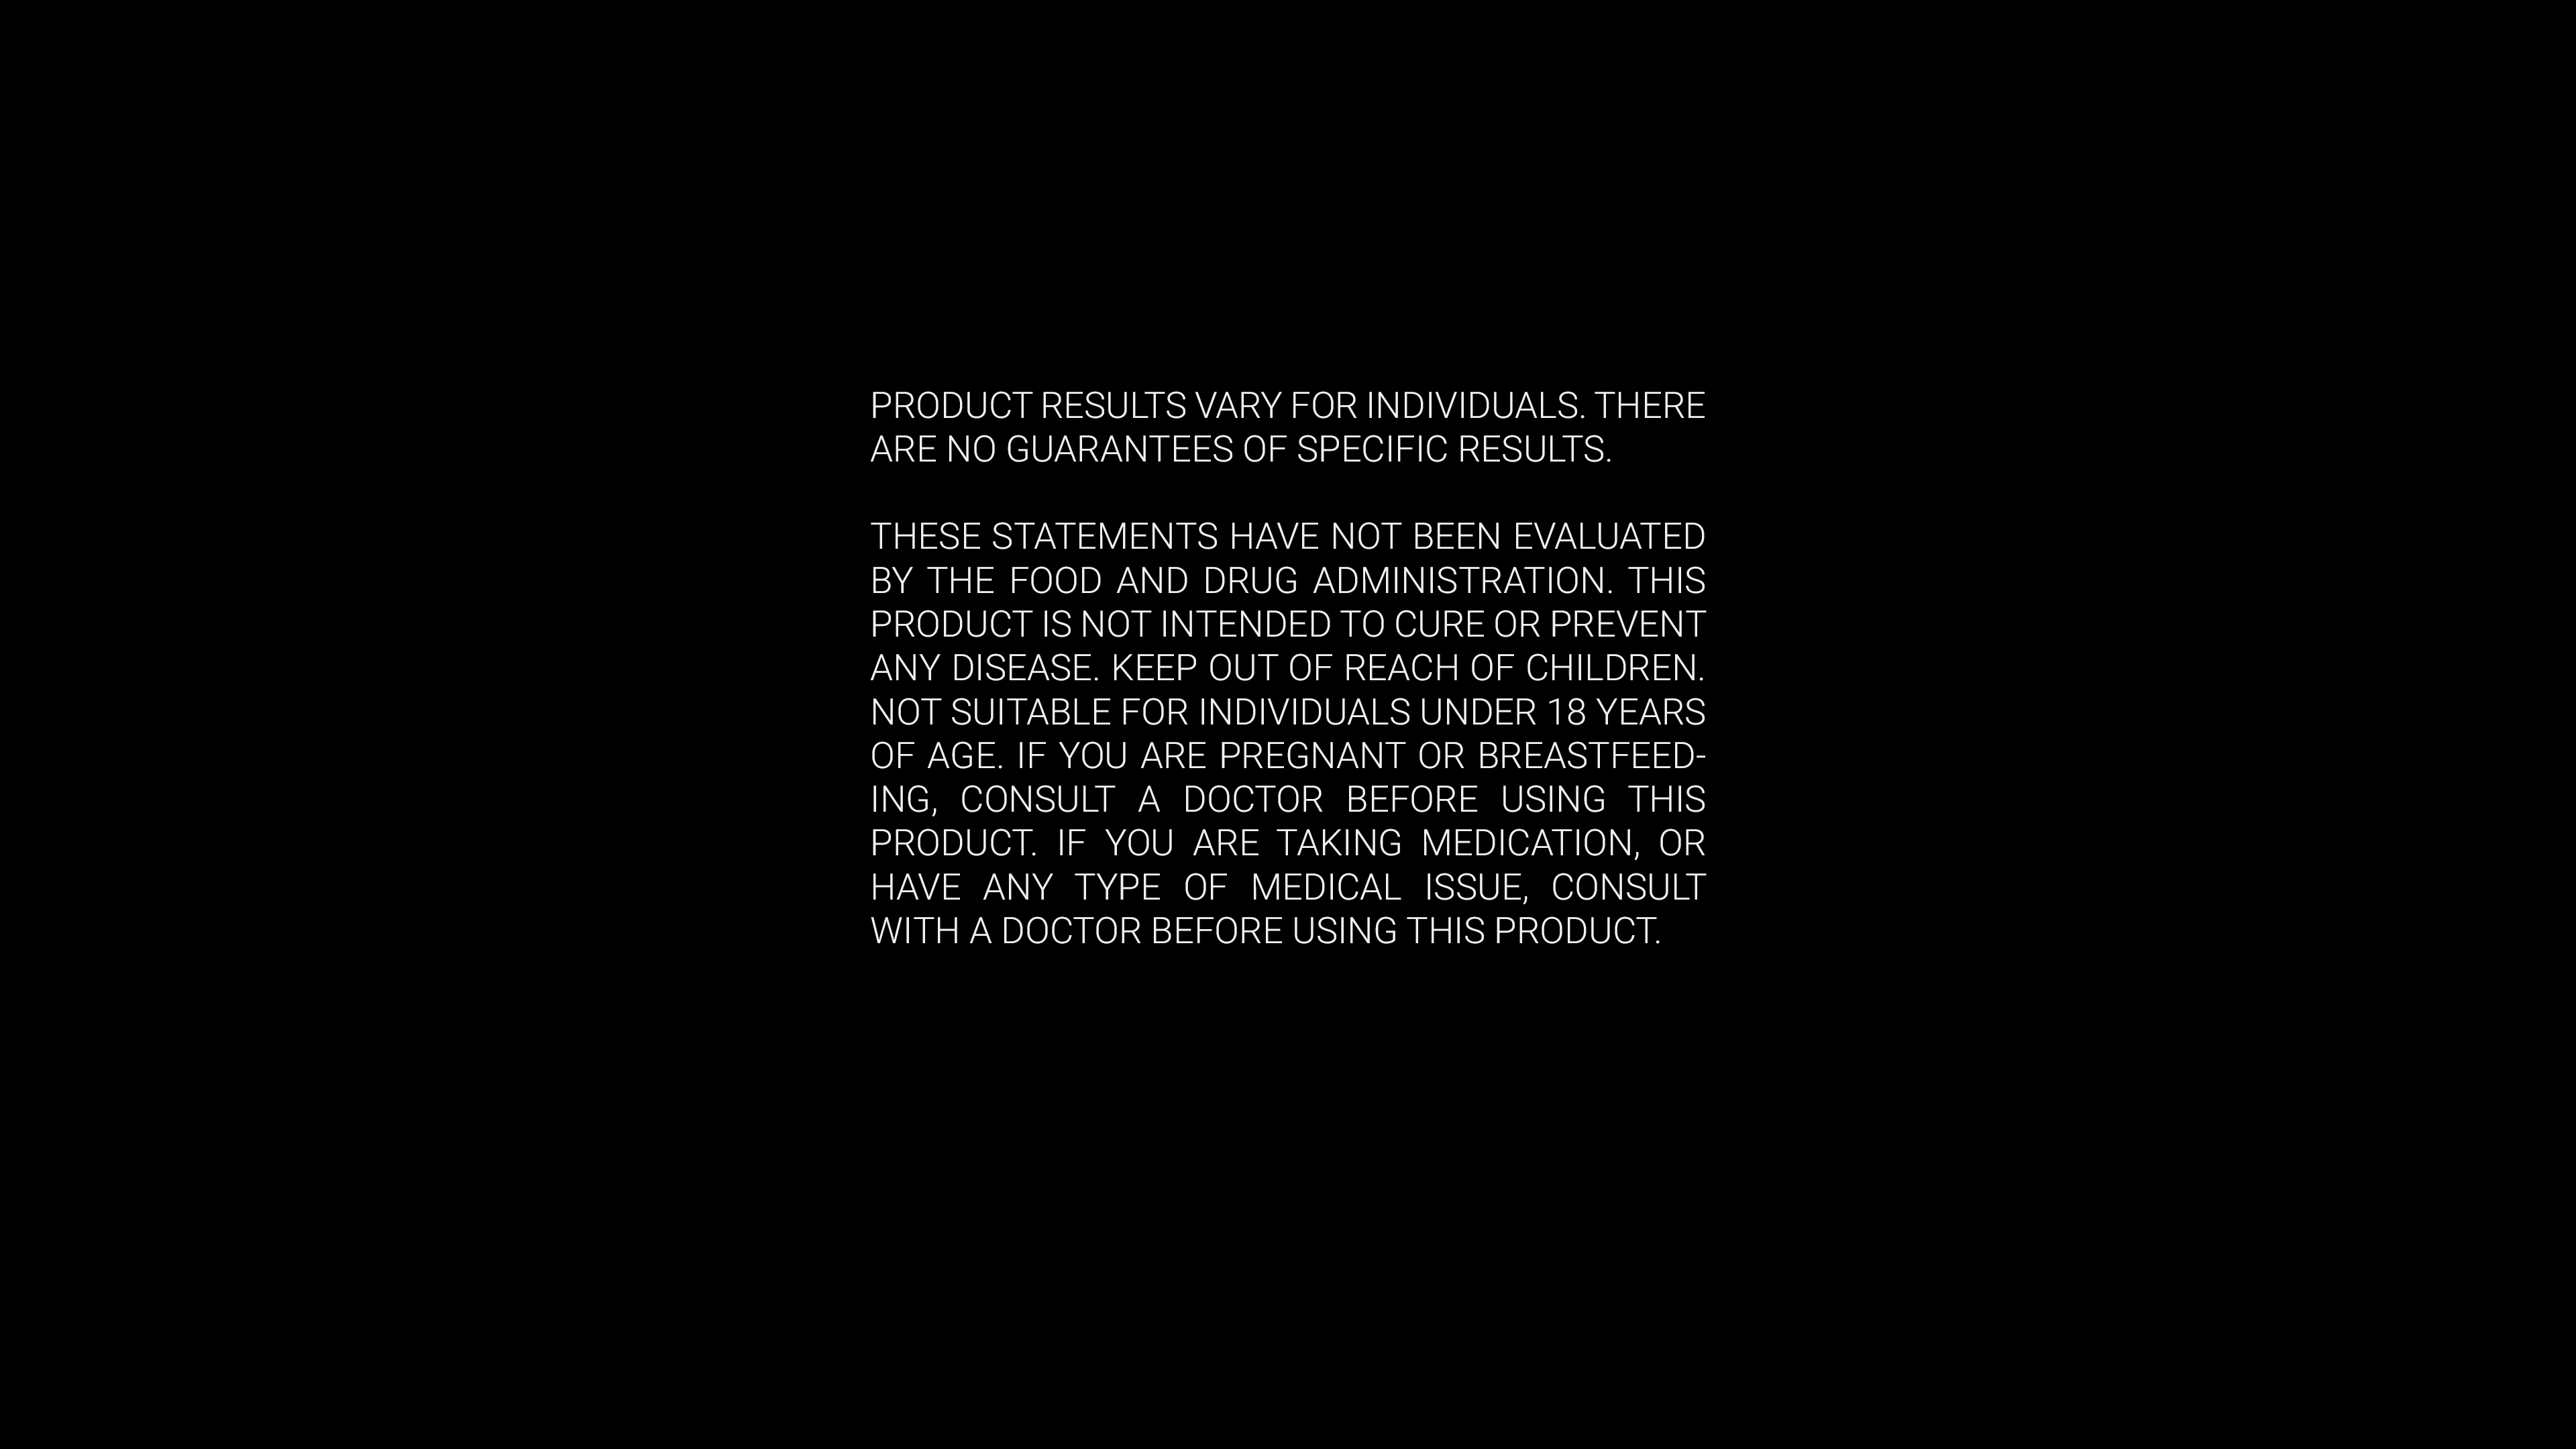 PRODUCT RESULTS VARY FOR INDIVIDUALS. THERE
ARE NO GUARANTEES OF SPECIFIC RESULTS.
THESE STATEMENTS HAVE NOT BEEN EVALUATED
BY THE FOOD AND DRUG ADMINISTRATION. THIS
PRODUCT IS NOT INTENDED TO CURE OR PREVENT
ANY DISEASE. KEEP OUT OF REACH OF CHILDREN.
NOT SUITABLE FOR INDIVIDUALS UNDER 18 YEARS
OF AGE. IF YOU ARE PREGNANT OR BREASTFEED-
ING, CONSULT A DOCTOR BEFORE USING THIS
PRODUCT. IF YOU ARE TAKING MEDICATION, OR
HAVE ANY TYPE OF MEDICAL ISSUE, CONSULT
WITH A DOCTOR BEFORE USING THIS PRODUCT.